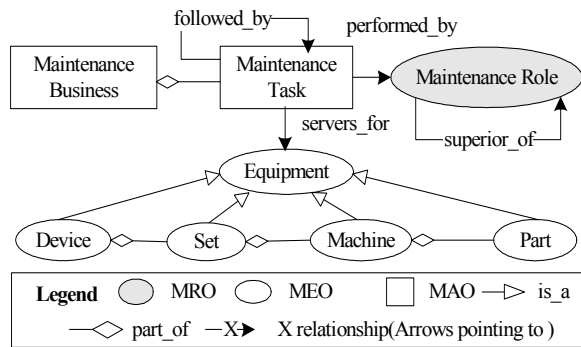 followed_by
performed_by
Maintenance
Business
Maintenance
Task
Maintenance Role
servers_for
superior_of
Equipment
Device
Set
Machine
Part
Legend
MRO
MEO
MAO
is_a
part_of
X
X relationship(Arrows pointing to )